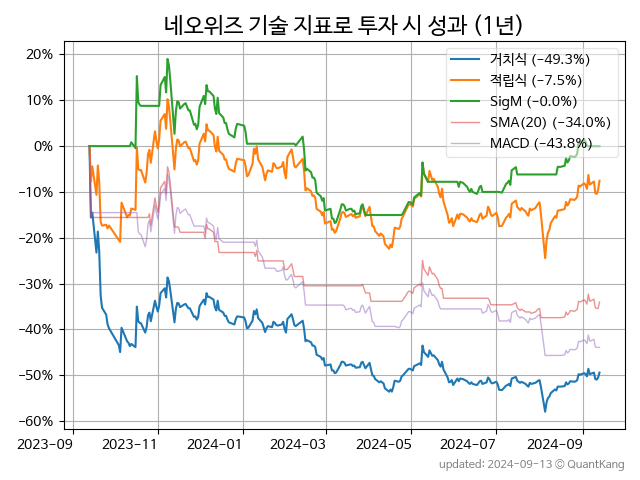 네오위즈 기술 지표로 투자 시 성과 (1년)
20%
10%
0%
−10%
−20%
−30%
−40%
−50%
−60%
거치식 (−49.3%)
적립식 (−7.5%)
SigM (−0.0%)
SMA(20) (−34.0%)
MACD (−43.8%)
2023-09 2023-11 2024-01 2024-03 2024-05 2024-07 2024-09
updated: 2024-09-13 © QuantKang